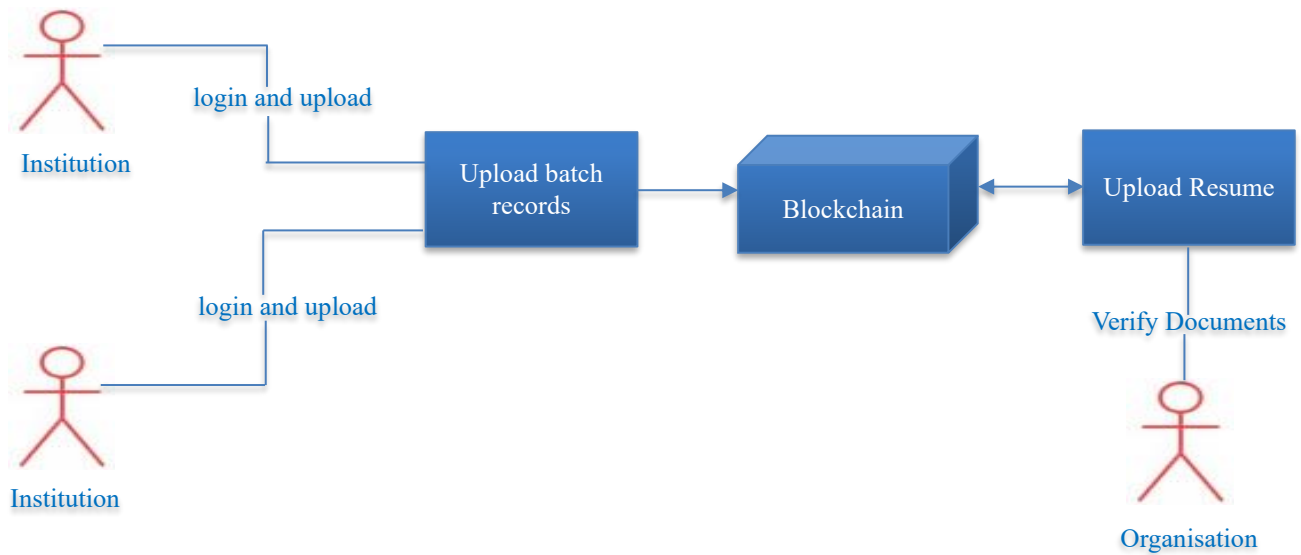 login and upload
Institution
Upload batch
records
Blockchain
Upload Resume
login and upload
Verify Documents
Institution
Organisation